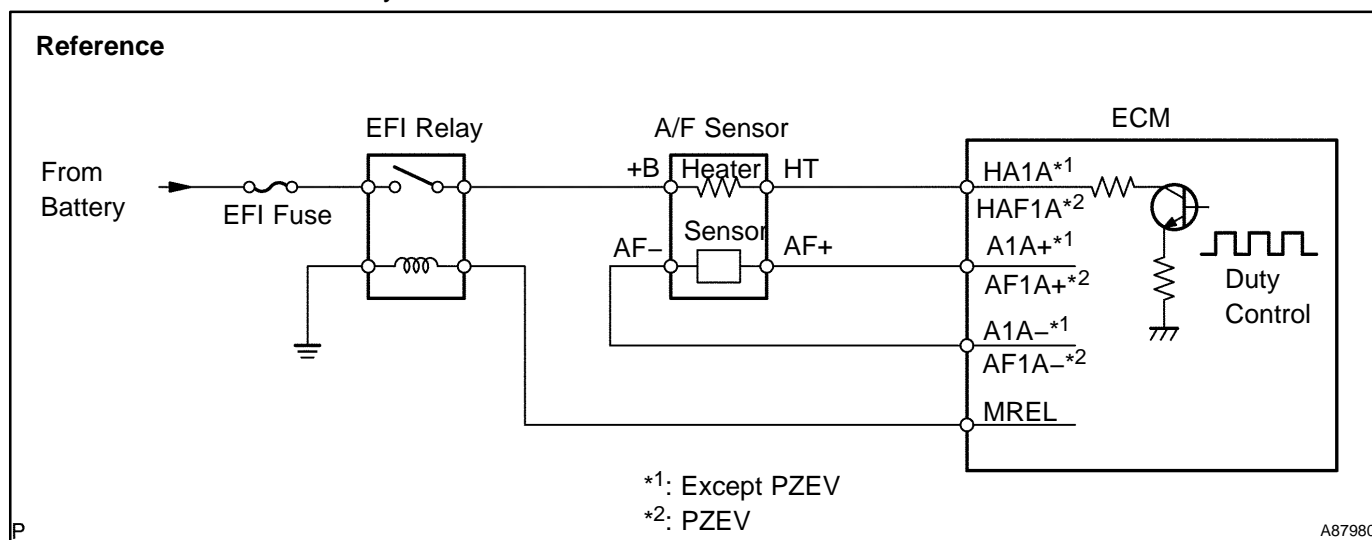 Reference
EFI Relay
A/F Sensor
ECM
From
Battery
EFI Fuse
+B
Heater
HT
HA1A*1
HAF1A*2
Sensor
AF−
AF+
A1A+*1
AF1A+*2
Duty
Control
A1A−*1
AF1A−*2
MREL
*1: Except PZEV
*2: PZEV
P
A87980